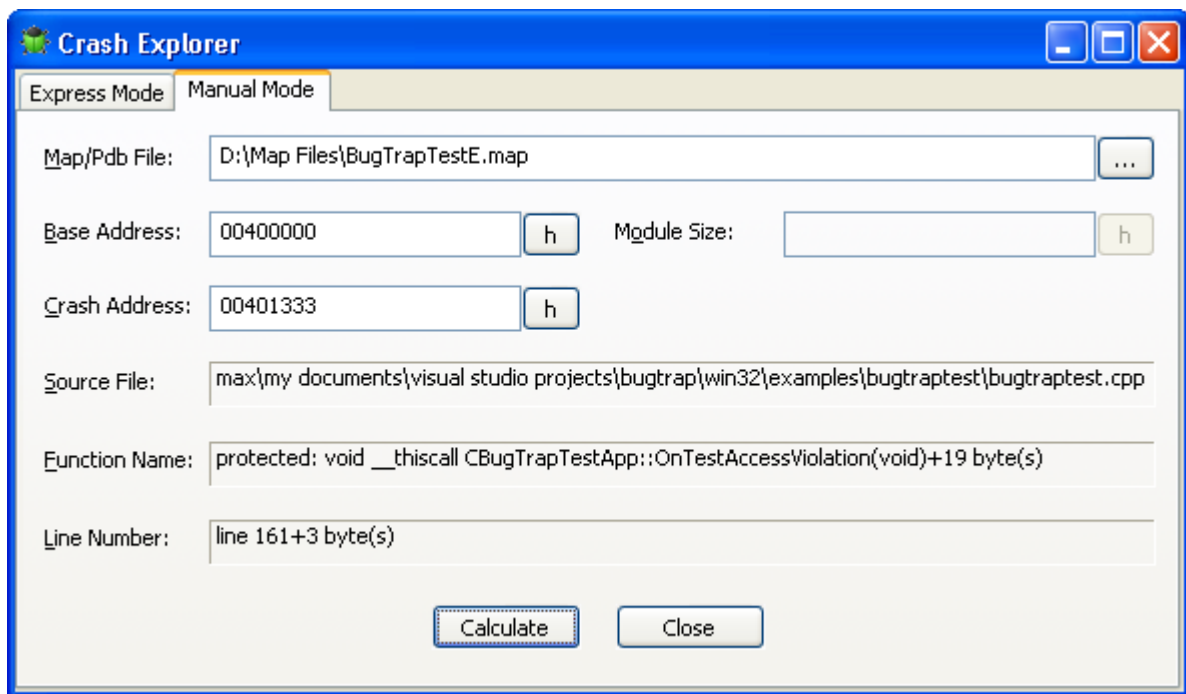 Crash Explorer
Express Mode Manual Mode
Map/Pdb File: D:\Map Files\BugTrapTestE.map ...
Base Address: 00400000 h Module Size: h
Crash Address: 00401333 h
Source File: max\my documents\visual studio projects\bugtrap\win32\examples\bugtraptest\bugtraptest.cpp
Function Name: protected: void __thiscall CBugTrapTestApp::OnTestAccessViolation(void)+19 byte(s)
Line Number: line 161+3 byte(s)
Calculate Close